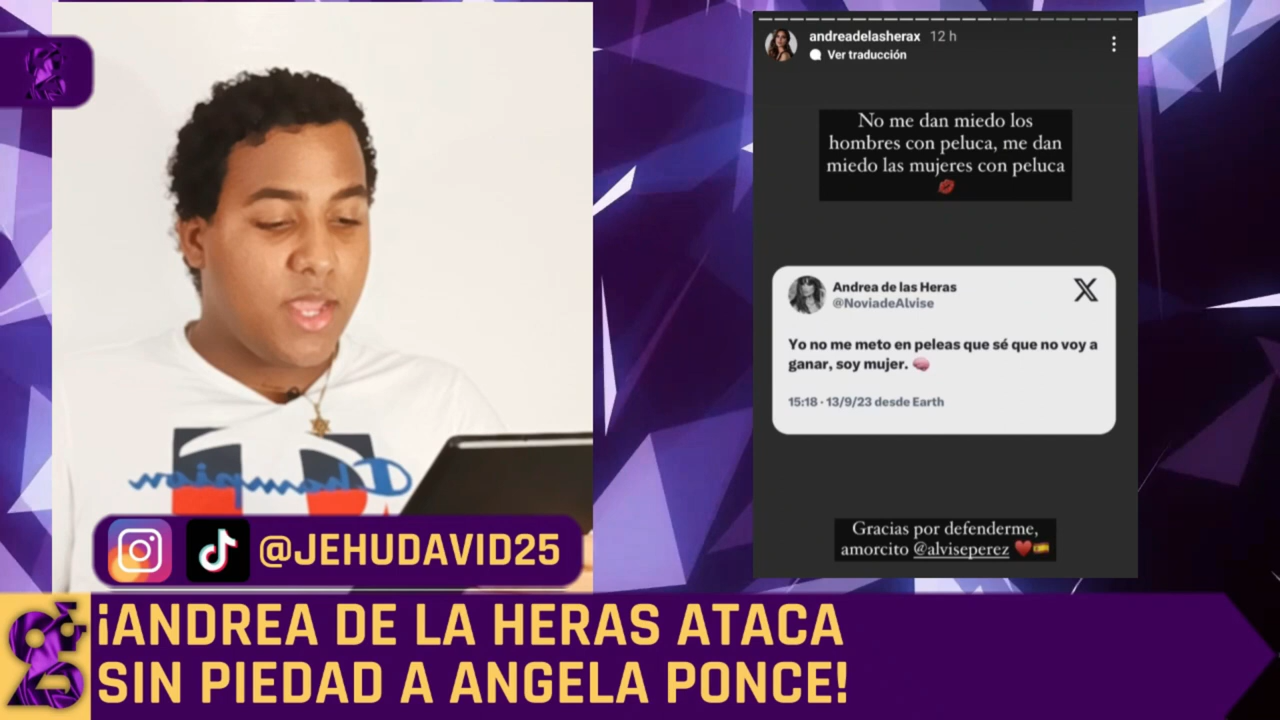 andreadelasherax 12 h
Ver traducción
No me dan miedo los
hombres con peluca, me dan
miedo las mujeres con peluca
💋
Andrea de las Heras
@NoviadeAlvise
X
Yo no me meto en peleas que sé que no voy a
ganar, soy mujer. 🧠
15:18 · 13/9/23 desde Earth
Gracias por defenderme,
amorcito @alviseperez ❤️🇪🇸
Champion
@JEHUDAVID25
¡ANDREA DE LA HERAS ATACA
SIN PIEDAD A ANGELA PONCE!